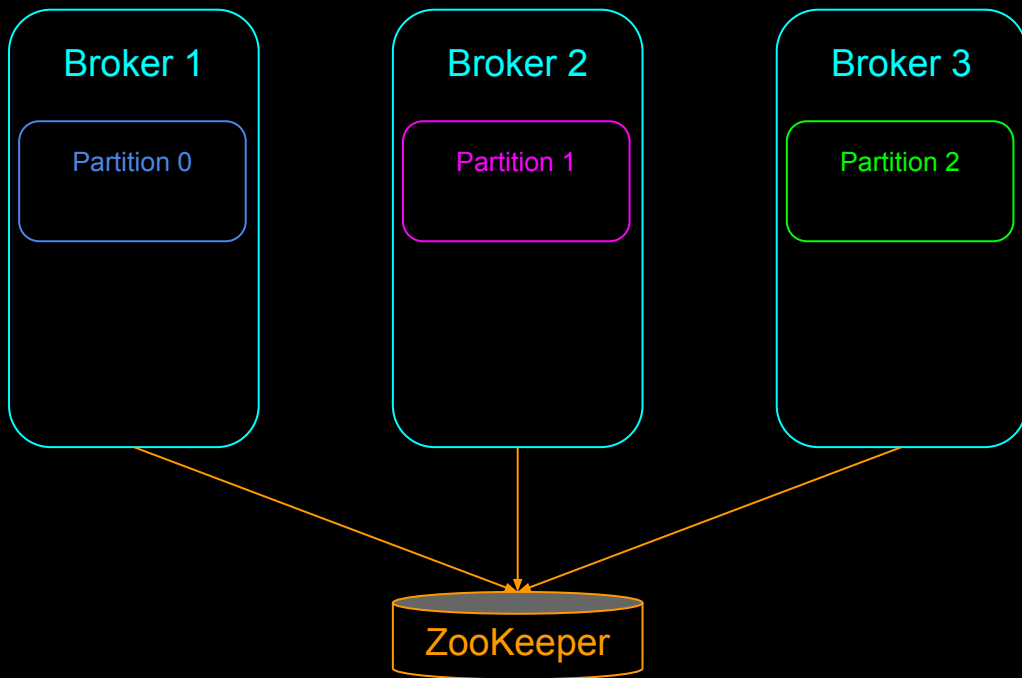 Broker 1
Broker 2
Broker 3
Partition 0
Partition 1
Partition 2
ZooKeeper